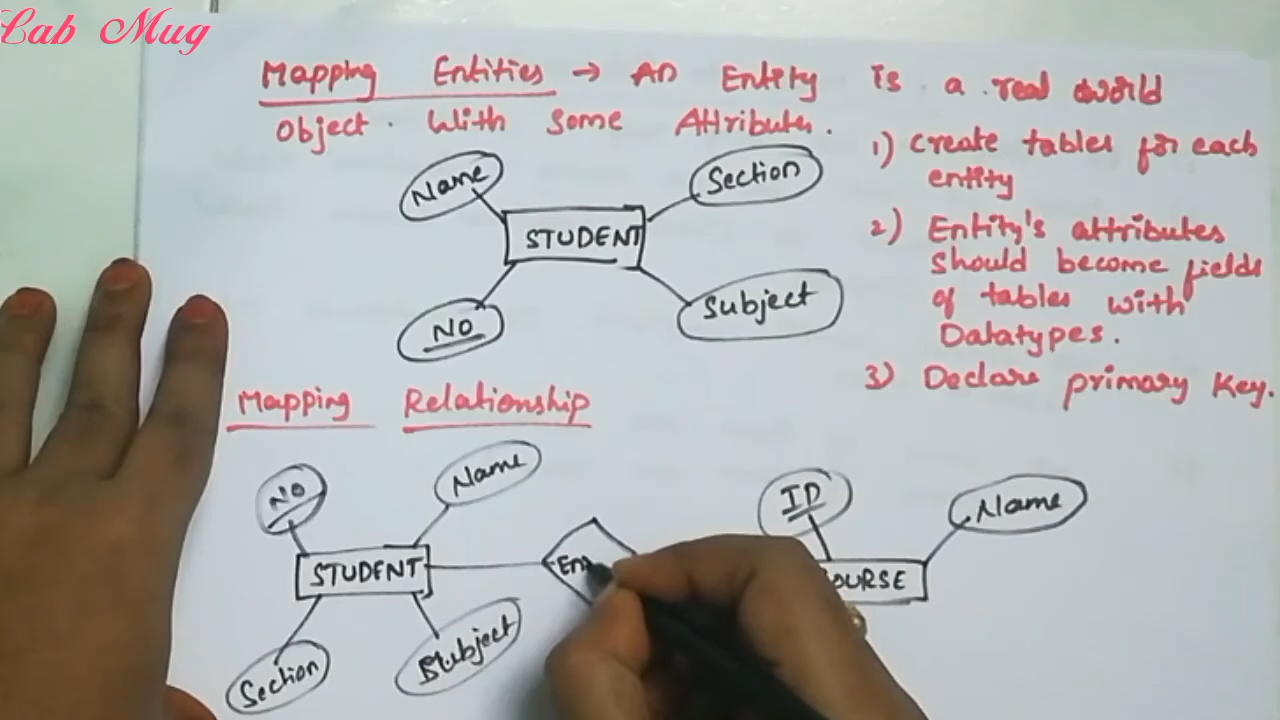 Lab Mug
Mapping Entities → An Entity is a real world
Object. With Some Attributes.
Name
Section
STUDENT
NO
Subject
1) Create tables for each
entity
2) Entity's attributes
should become fields
of tables with
Datatypes.
3) Declare primary key.
Mapping Relationship
NO
Name
STUDENT
Section
Subject
ID
Name
OURSE